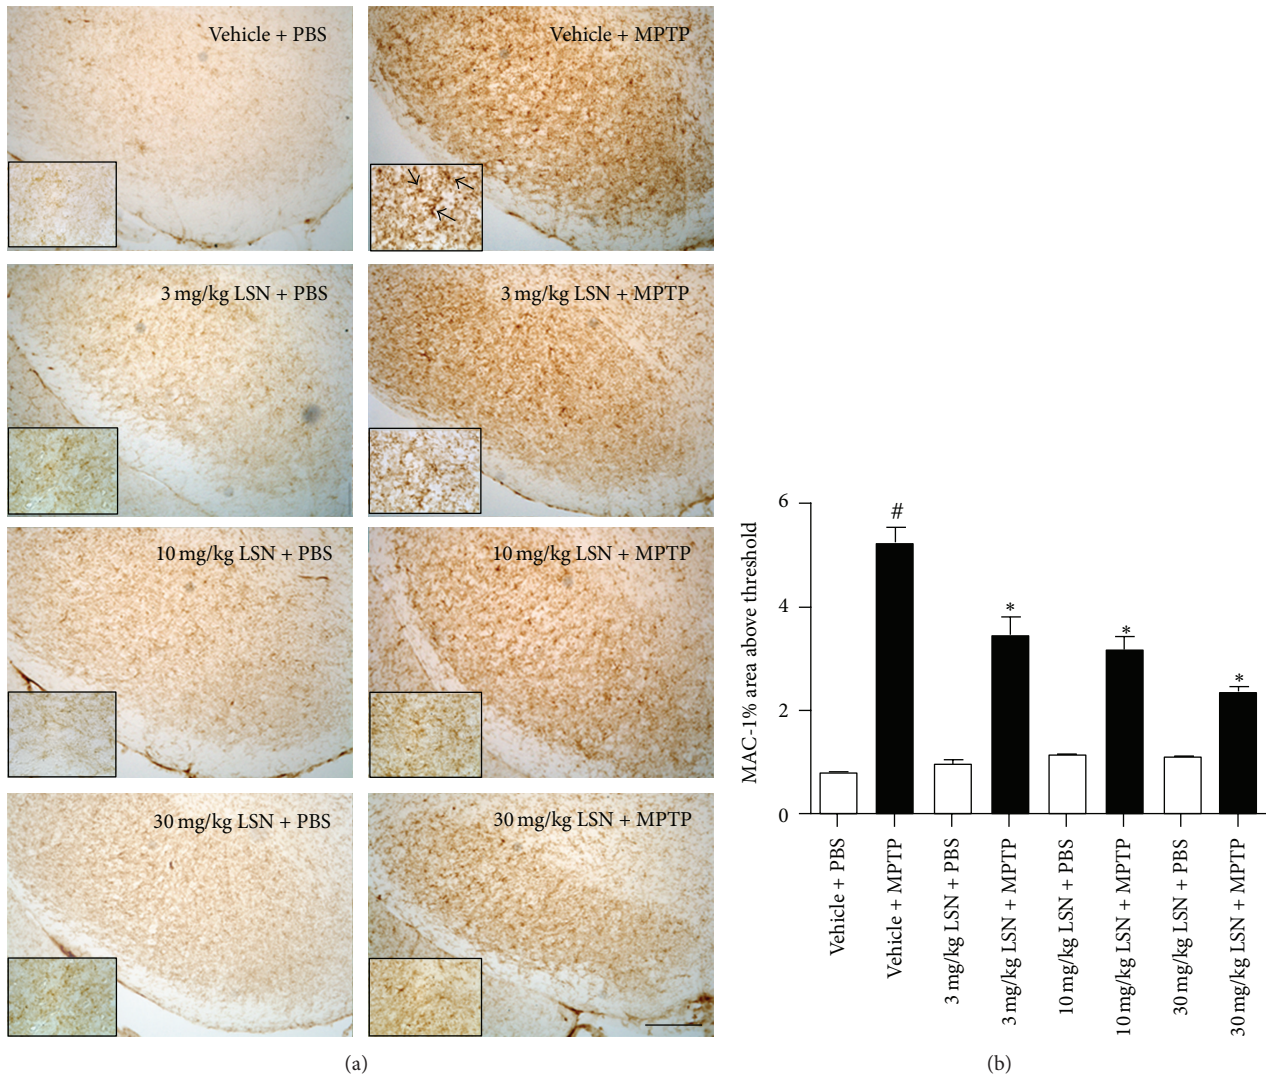 Vehicle + PBS
Vehicle + MPTP
3 mg/kg LSN + PBS
3 mg/kg LSN + MPTP
10 mg/kg LSN + PBS
10 mg/kg LSN + MPTP
30 mg/kg LSN + PBS
30 mg/kg LSN + MPTP
(a)
MAC-1% area above threshold
6
4
2
0
#
*
*
*
Vehicle + PBS
Vehicle + MPTP
3 mg/kg LSN + PBS
3 mg/kg LSN + MPTP
10 mg/kg LSN + PBS
10 mg/kg LSN + MPTP
30 mg/kg LSN + PBS
30 mg/kg LSN + MPTP
(b)